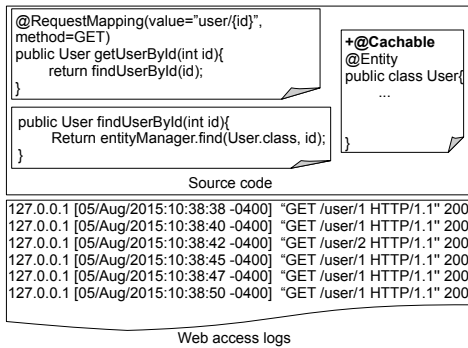 @RequestMapping(value=”user/{id}”,
method=GET)
public User getUserById(int id){
return findUserById(id);
}
+@Cachable
@Entity
public class User{
...
}
public User findUserById(int id){
Return entityManager.find(User.class, id);
}
Source code
127.0.0.1 [05/Aug/2015:10:38:38 -0400] “GET /user/1 HTTP/1.1" 200
127.0.0.1 [05/Aug/2015:10:38:40 -0400] “GET /user/1 HTTP/1.1" 200
127.0.0.1 [05/Aug/2015:10:38:42 -0400] “GET /user/2 HTTP/1.1" 200
127.0.0.1 [05/Aug/2015:10:38:45 -0400] “GET /user/1 HTTP/1.1" 200
127.0.0.1 [05/Aug/2015:10:38:47 -0400] “GET /user/1 HTTP/1.1" 200
127.0.0.1 [05/Aug/2015:10:38:50 -0400] “GET /user/1 HTTP/1.1" 200
Web access logs